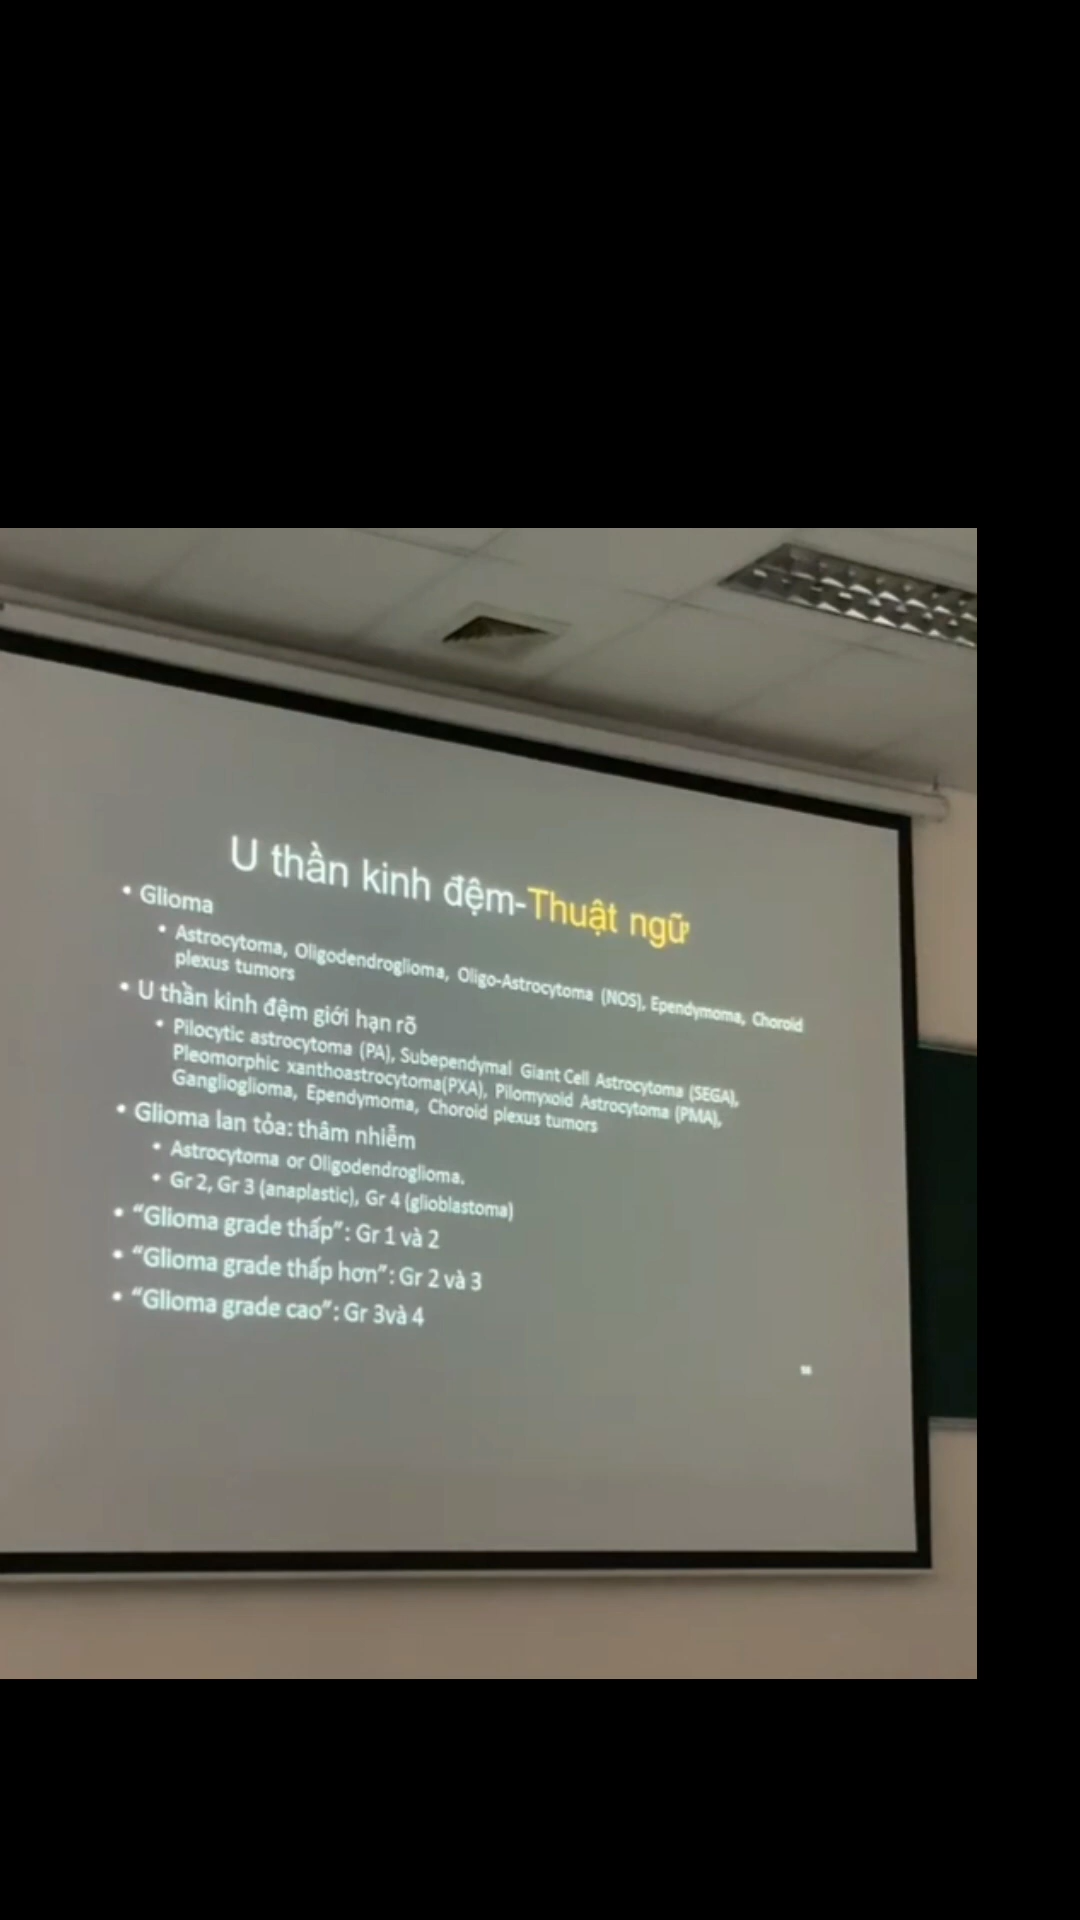 U thần kinh đệm-Thuật ngữ
• Glioma
• Astrocytoma, Oligodendroglioma, Oligo-Astrocytoma (NOS), Ependymoma, Choroid
plexus tumors
• U thần kinh đệm giới hạn rõ
• Pilocytic astrocytoma (PA), Subependymal Giant Cell Astrocytoma (SEGA),
Pleomorphic xanthoastrocytoma(PXA), Pilomyxoid Astrocytoma (PMA),
Ganglioglioma, Ependymoma, Choroid plexus tumors
• Glioma lan tỏa: thâm nhiễm
• Astrocytoma or Oligodendroglioma.
• Gr 2, Gr 3 (anaplastic), Gr 4 (glioblastoma)
• “Glioma grade thấp”: Gr 1 và 2
• “Glioma grade thấp hơn”: Gr 2 và 3
• “Glioma grade cao”: Gr 3và 4